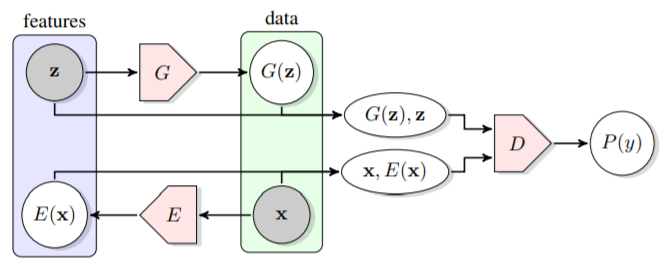 features
data
z
G
G(z)
G(z), z
D
P(y)
x, E(x)
E(x)
E
x